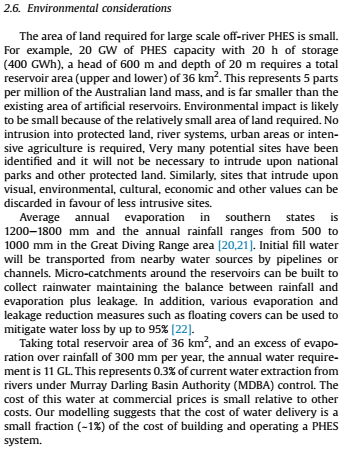 2.6. Environmental considerations
The area of land required for large scale off-river PHES is small.
For example, 20 GW of PHES capacity with 20 h of storage
(400 GWh), a head of 600 m and depth of 20 m requires a total
reservoir area (upper and lower) of 36 km². This represents 5 parts
per million of the Australian land mass, and is far smaller than the
existing area of artificial reservoirs. Environmental impact is likely
to be small because of the relatively small area of land required. No
intrusion into protected land, river systems, urban areas or inten-
sive agriculture is required, Very many potential sites have been
identified and it will not be necessary to intrude upon national
parks and other protected land. Similarly, sites that intrude upon
visual, environmental, cultural, economic and other values can be
discarded in favour of less intrusive sites.
Average annual evaporation in southern states is
1200–1800 mm and the annual rainfall ranges from 500 to
1000 mm in the Great Diving Range area [20,21]. Initial fill water
will be transported from nearby water sources by pipelines or
channels. Micro-catchments around the reservoirs can be built to
collect rainwater maintaining the balance between rainfall and
evaporation plus leakage. In addition, various evaporation and
leakage reduction measures such as floating covers can be used to
mitigate water loss by up to 95% [22].
Taking total reservoir area of 36 km², and an excess of evapo-
ration over rainfall of 300 mm per year, the annual water require-
ment is 11 GL. This represents 0.3% of current water extraction from
rivers under Murray Darling Basin Authority (MDBA) control. The
cost of this water at commercial prices is small relative to other
costs. Our modelling suggests that the cost of water delivery is a
small fraction (~1%) of the cost of building and operating a PHES
system.